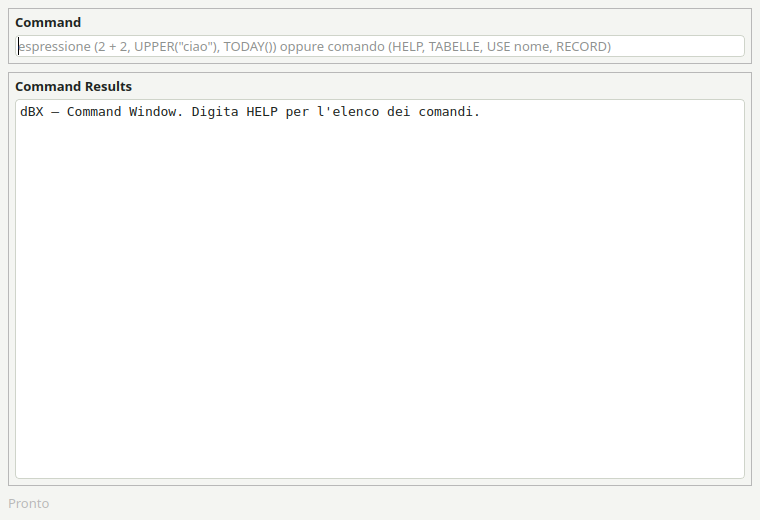 Command
espressione (2 + 2, UPPER("ciao"), TODAY()) oppure comando (HELP, TABELLE, USE nome, RECORD)
Command Results
dBX — Command Window. Digita HELP per l'elenco dei comandi.
Pronto